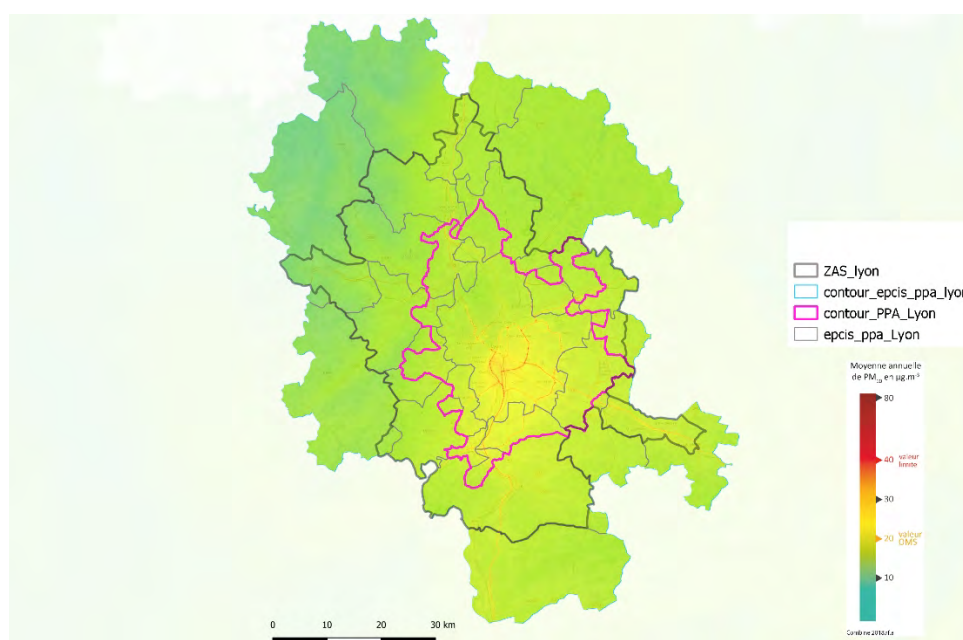 ZAS_lyon
contour_epcis_ppa_lyon
contour_PPA_Lyon
epcis_ppa_Lyon
Moyenne annuelle
de PM₁₀ en µg.m⁻³
80
40 valeur limite
30
20 valeur OMS
10
0 10 20 30 km